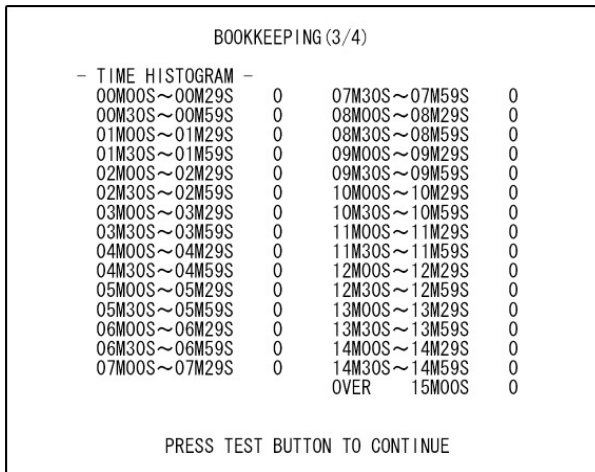 BOOKKEEPING(3/4)
- TIME HISTOGRAM -
00M00S~00M29S 0 07M30S~07M59S 0
00M30S~00M59S 0 08M00S~08M29S 0
01M00S~01M29S 0 08M30S~08M59S 0
01M30S~01M59S 0 09M00S~09M29S 0
02M00S~02M29S 0 09M30S~09M59S 0
02M30S~02M59S 0 10M00S~10M29S 0
03M00S~03M29S 0 10M30S~10M59S 0
03M30S~03M59S 0 11M00S~11M29S 0
04M00S~04M29S 0 11M30S~11M59S 0
04M30S~04M59S 0 12M00S~12M29S 0
05M00S~05M29S 0 12M30S~12M59S 0
05M30S~05M59S 0 13M00S~13M29S 0
06M00S~06M29S 0 13M30S~13M59S 0
06M30S~06M59S 0 14M00S~14M29S 0
07M00S~07M29S 0 14M30S~14M59S 0
OVER 15M00S 0
PRESS TEST BUTTON TO CONTINUE